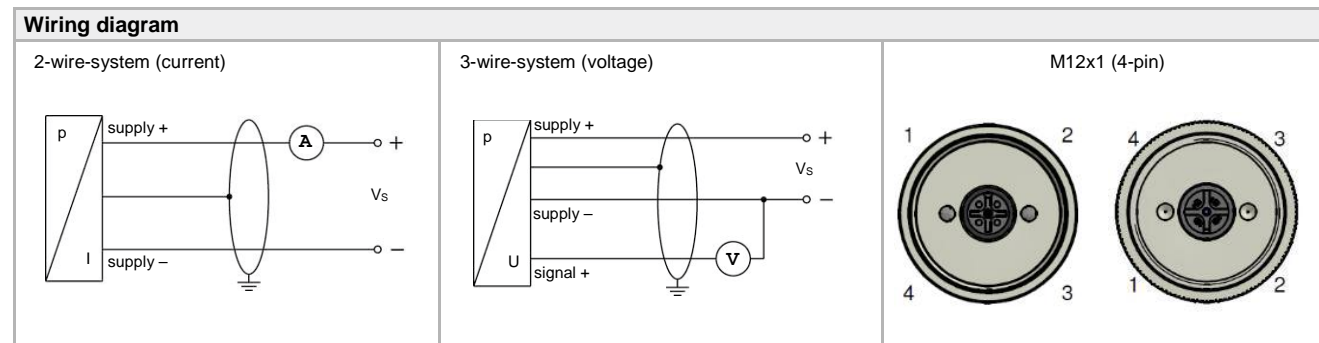 Wiring diagram
2-wire-system (current)
p
supply +
A
+
VS
I
supply –
–
3-wire-system (voltage)
p
supply +
+
VS
supply –
–
U
signal +
V
M12x1 (4-pin)
1 2
4 3
4 3
1 2